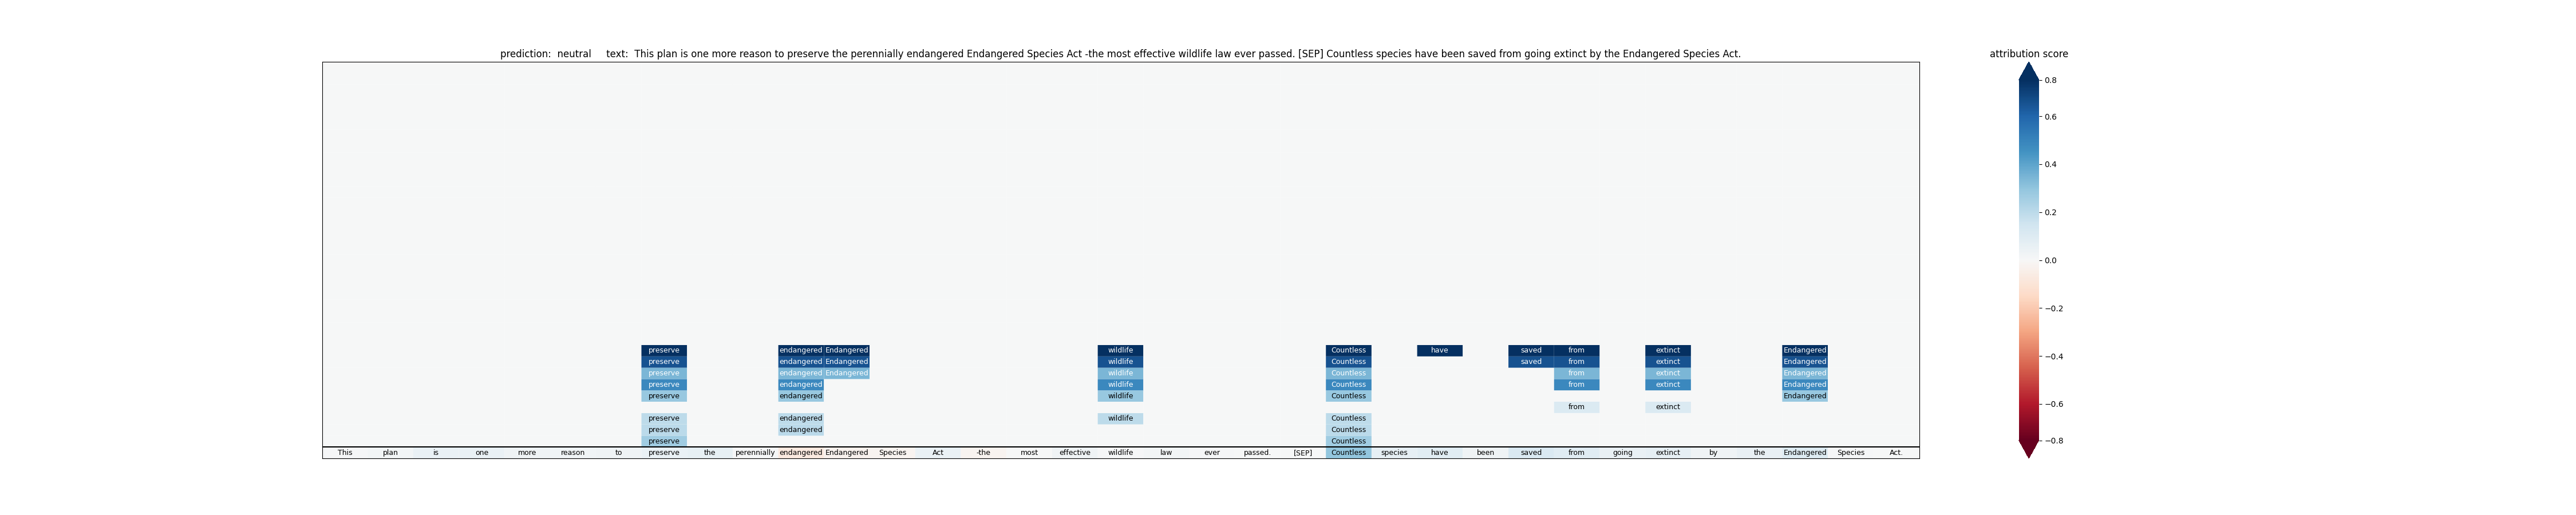 prediction:  neutral     text:  This plan is one more reason to preserve the perennially endangered Endangered Species Act -the most effective wildlife law ever passed. [SEP] Countless species have been saved from going extinct by the Endangered Species Act.
attribution score
0.8
0.6
0.4
0.2
0.0
−0.2
−0.4
−0.6
−0.8
preserve endangered Endangered wildlife Countless have saved from extinct Endangered
preserve endangered Endangered wildlife Countless saved from extinct Endangered
preserve endangered Endangered wildlife Countless from extinct Endangered
preserve endangered wildlife Countless from extinct Endangered
preserve endangered wildlife Countless Endangered
from extinct
preserve endangered wildlife Countless
preserve endangered Countless
preserve Countless
This plan is one more reason to preserve the perennially endangered Endangered Species Act -the most effective wildlife law ever passed. [SEP] Countless species have been saved from going extinct by the Endangered Species Act.